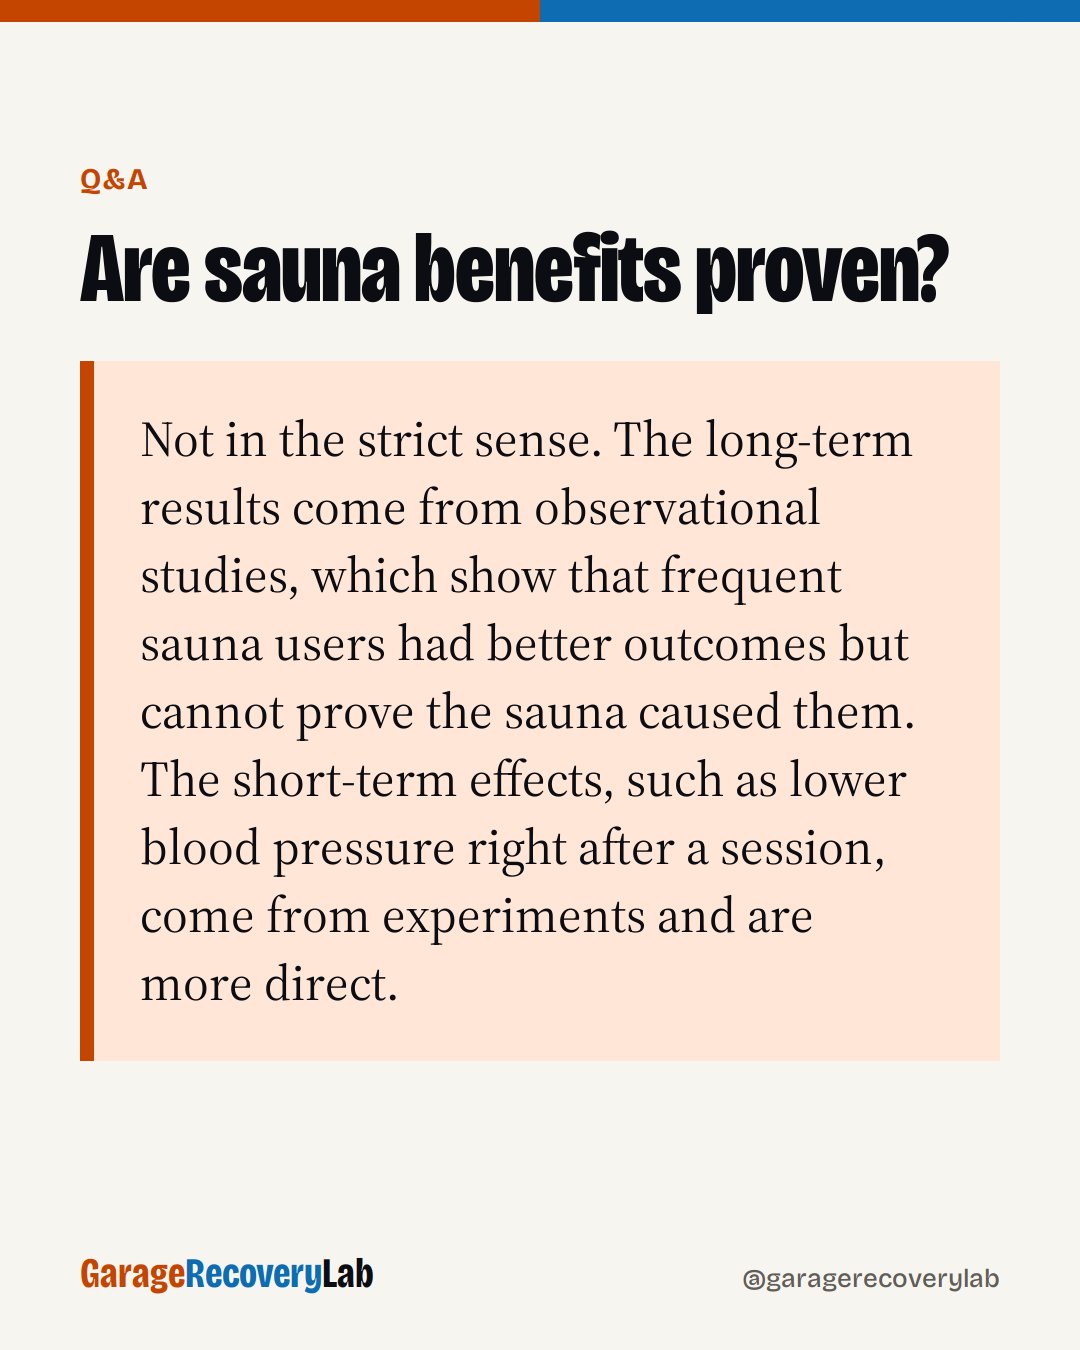 Q&A
Are sauna benefits proven?
Not in the strict sense. The long-term
results come from observational
studies, which show that frequent
sauna users had better outcomes but
cannot prove the sauna caused them.
The short-term effects, such as lower
blood pressure right after a session,
come from experiments and are
more direct.
GarageRecoveryLab
@garagerecoverylab